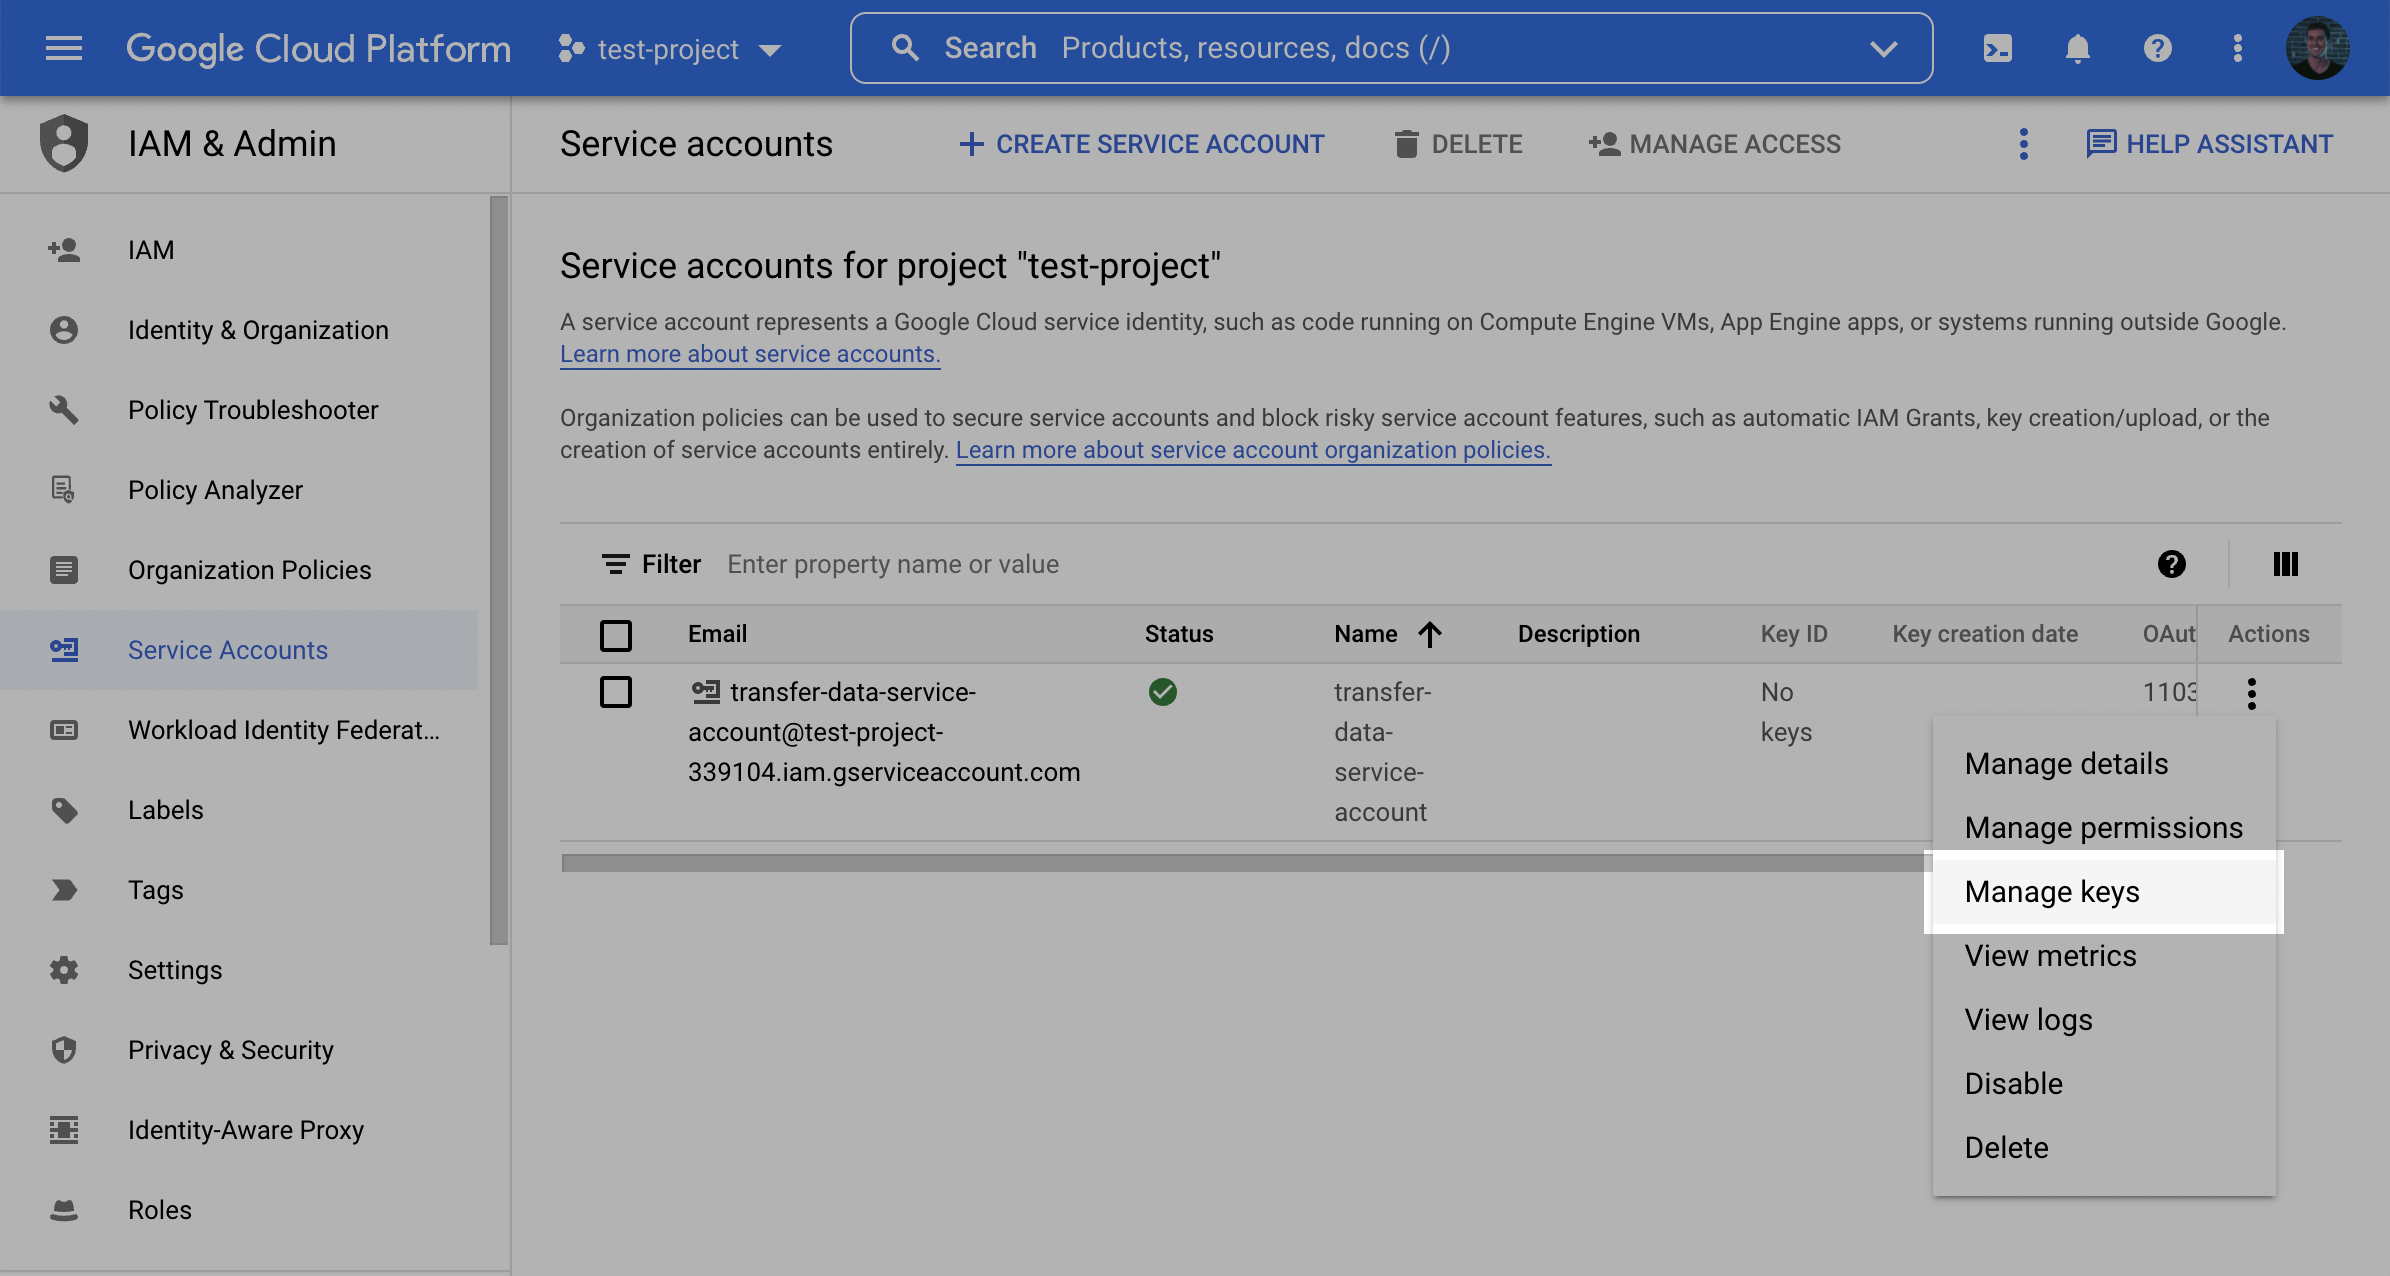 Google Cloud Platform
test-project
Search Products, resources, docs (/)
IAM & Admin
Service accounts
CREATE SERVICE ACCOUNT
DELETE
MANAGE ACCESS
HELP ASSISTANT
IAM
Identity & Organization
Policy Troubleshooter
Policy Analyzer
Organization Policies
Service Accounts
Workload Identity Federat...
Labels
Tags
Settings
Privacy & Security
Identity-Aware Proxy
Roles
Service accounts for project "test-project"
A service account represents a Google Cloud service identity, such as code running on Compute Engine VMs, App Engine apps, or systems running outside Google.
Learn more about service accounts.
Organization policies can be used to secure service accounts and block risky service account features, such as automatic IAM Grants, key creation/upload, or the
creation of service accounts entirely. Learn more about service account organization policies.
Filter Enter property name or value
Email
Status
Name
Description
Key ID
Key creation date
OAut
Actions
transfer-data-service-
account@test-project-
339104.iam.gserviceaccount.com
transfer-
data-
service-
account
No
keys
1103
Manage details
Manage permissions
Manage keys
View metrics
View logs
Disable
Delete